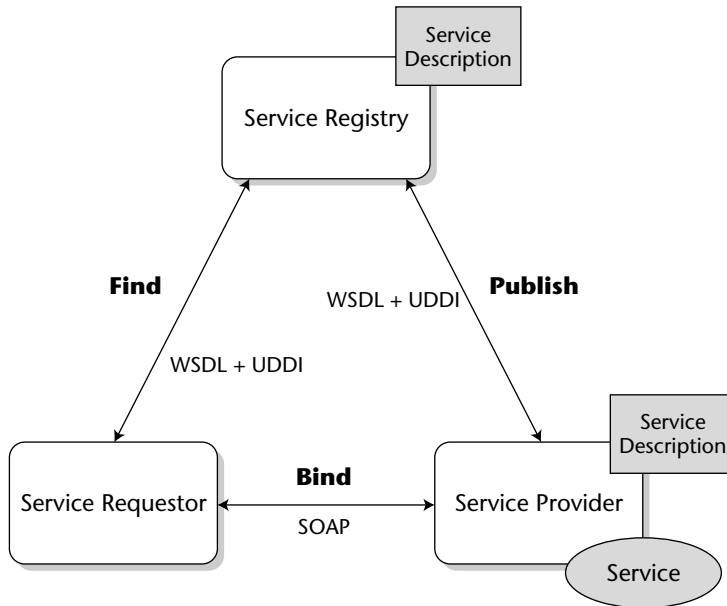 Service
Description
Service Registry
Find
Publish
WSDL + UDDI
WSDL + UDDI
Service
Description
Service Requestor
Bind
SOAP
Service Provider
Service